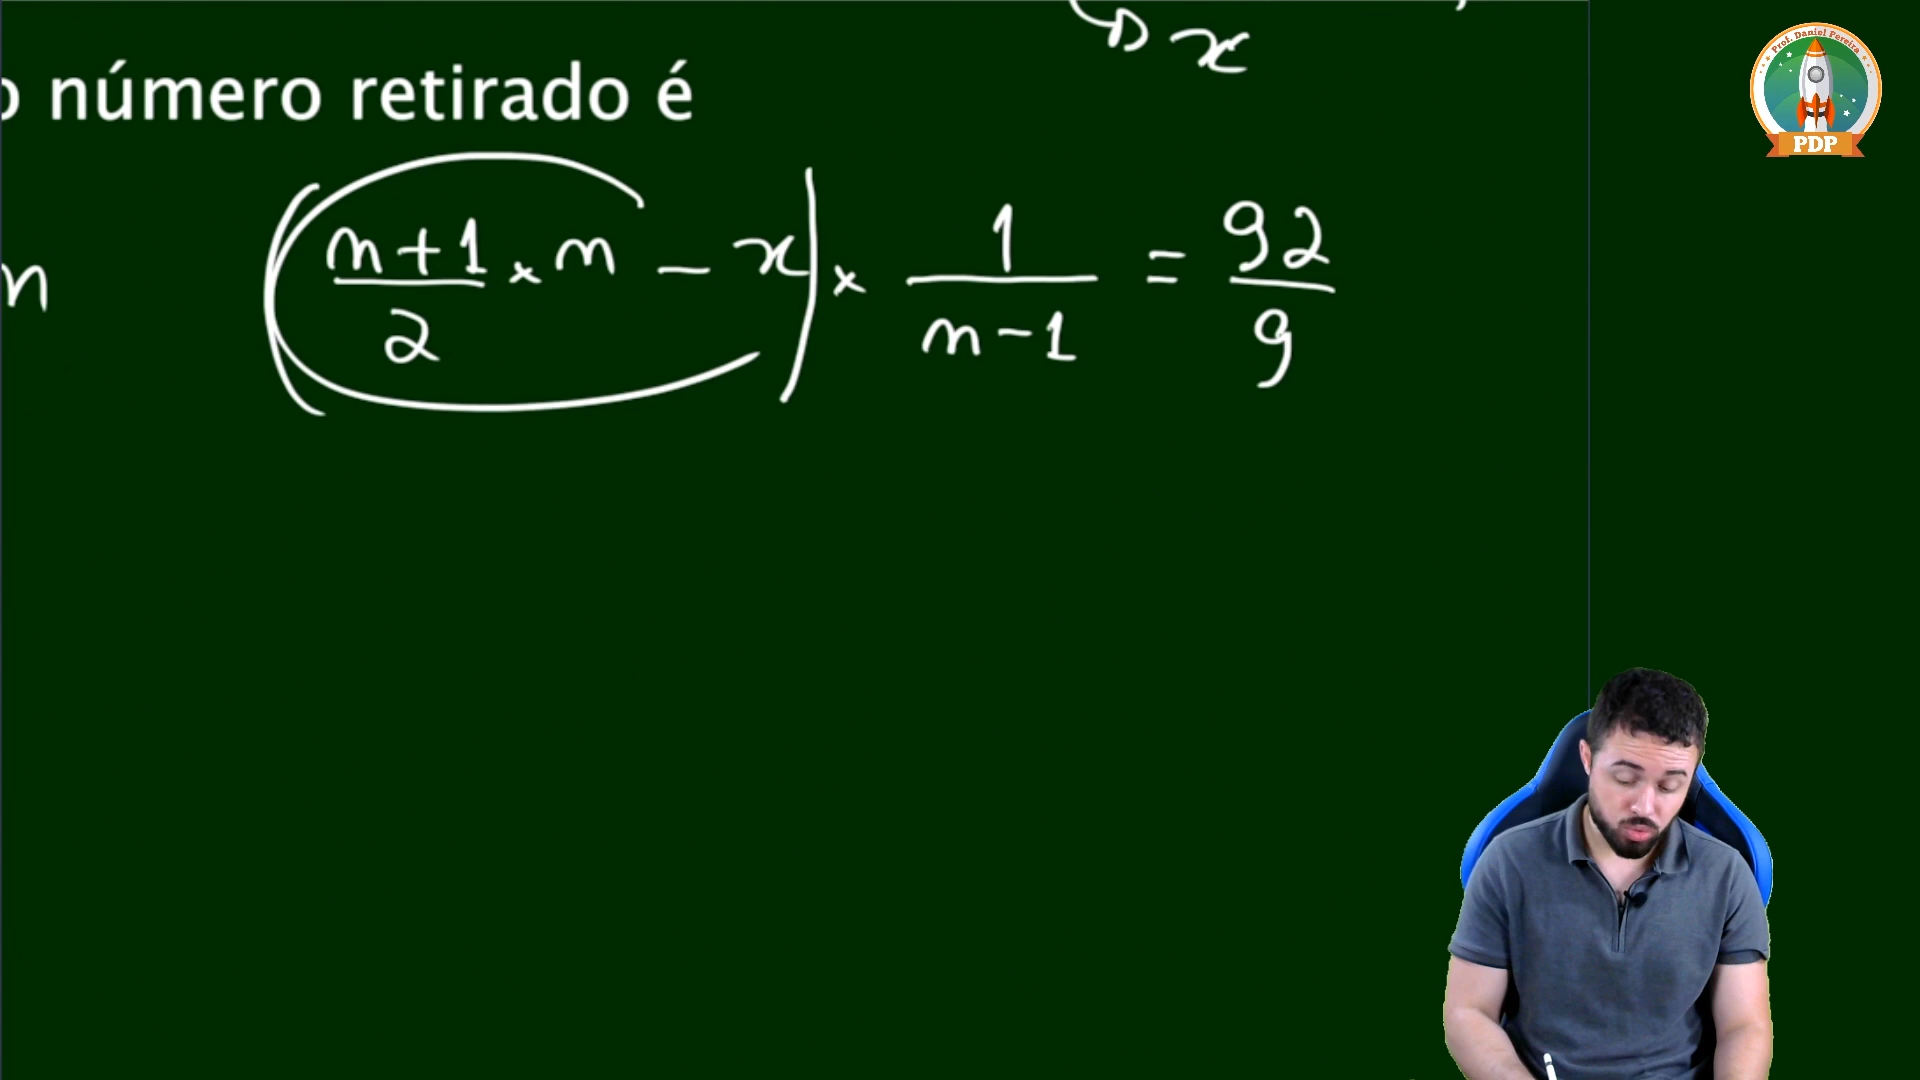 x
o número retirado é
n
(n+1/2 × n - x) × 1/n-1 = 92/9
Prof. Daniel Pereira
PDP